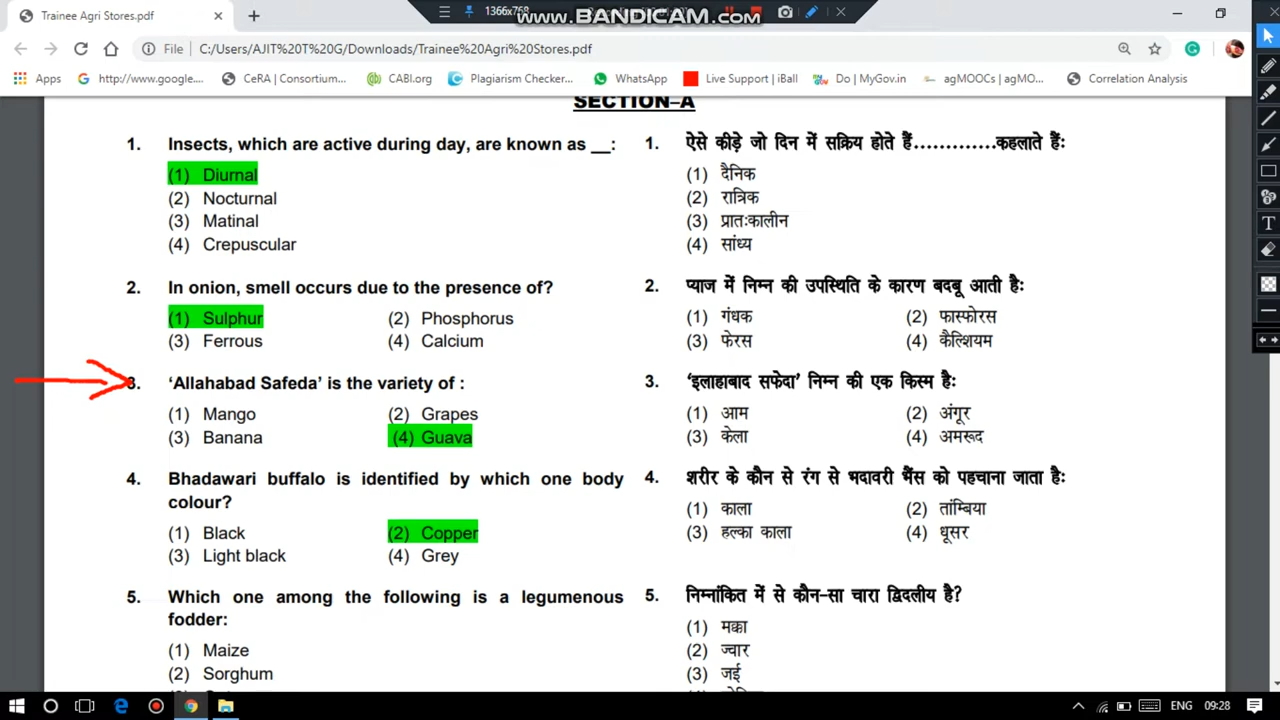 Trainee Agri Stores.pdf
1366x768
www.BANDICAM.com
File C:/Users/AJIT%20T%20G/Downloads/Trainee%20Agri%20Stores.pdf
Apps http://www.google.... CeRA | Consortium... CABI.org Plagiarism Checker... WhatsApp Live Support | iBall Do | MyGov.in agMOOCs | agMO... Correlation Analysis
SECTION–A
1. Insects, which are active during day, are known as __:
(1) Diurnal
(2) Nocturnal
(3) Matinal
(4) Crepuscular
2. In onion, smell occurs due to the presence of?
(1) Sulphur (2) Phosphorus
(3) Ferrous (4) Calcium
3. ‘Allahabad Safeda’ is the variety of :
(1) Mango (2) Grapes
(3) Banana (4) Guava
4. Bhadawari buffalo is identified by which one body
colour?
(1) Black (2) Copper
(3) Light black (4) Grey
5. Which one among the following is a legumenous
fodder:
(1) Maize
(2) Sorghum
1. ऐसे कीड़े जो दिन में सक्रिय होते हैं.............कहलाते हैं:
(1) दैनिक
(2) रात्रिक
(3) प्रातःकालीन
(4) सांध्य
2. प्याज में निम्न की उपस्थिति के कारण बदबू आती है:
(1) गंधक (2) फास्फोरस
(3) फेरस (4) कैल्शियम
3. ‘इलाहाबाद सफेदा’ निम्न की एक किस्म है:
(1) आम (2) अंगूर
(3) केला (4) अमरूद
4. शरीर के कौन से रंग से भदावरी भैंस को पहचाना जाता है:
(1) काला (2) तांम्बिया
(3) हल्का काला (4) धूसर
5. निम्नांकित में से कौन-सा चारा द्विदलीय है?
(1) मक्का
(2) ज्वार
(3) जई
ENG 09:28